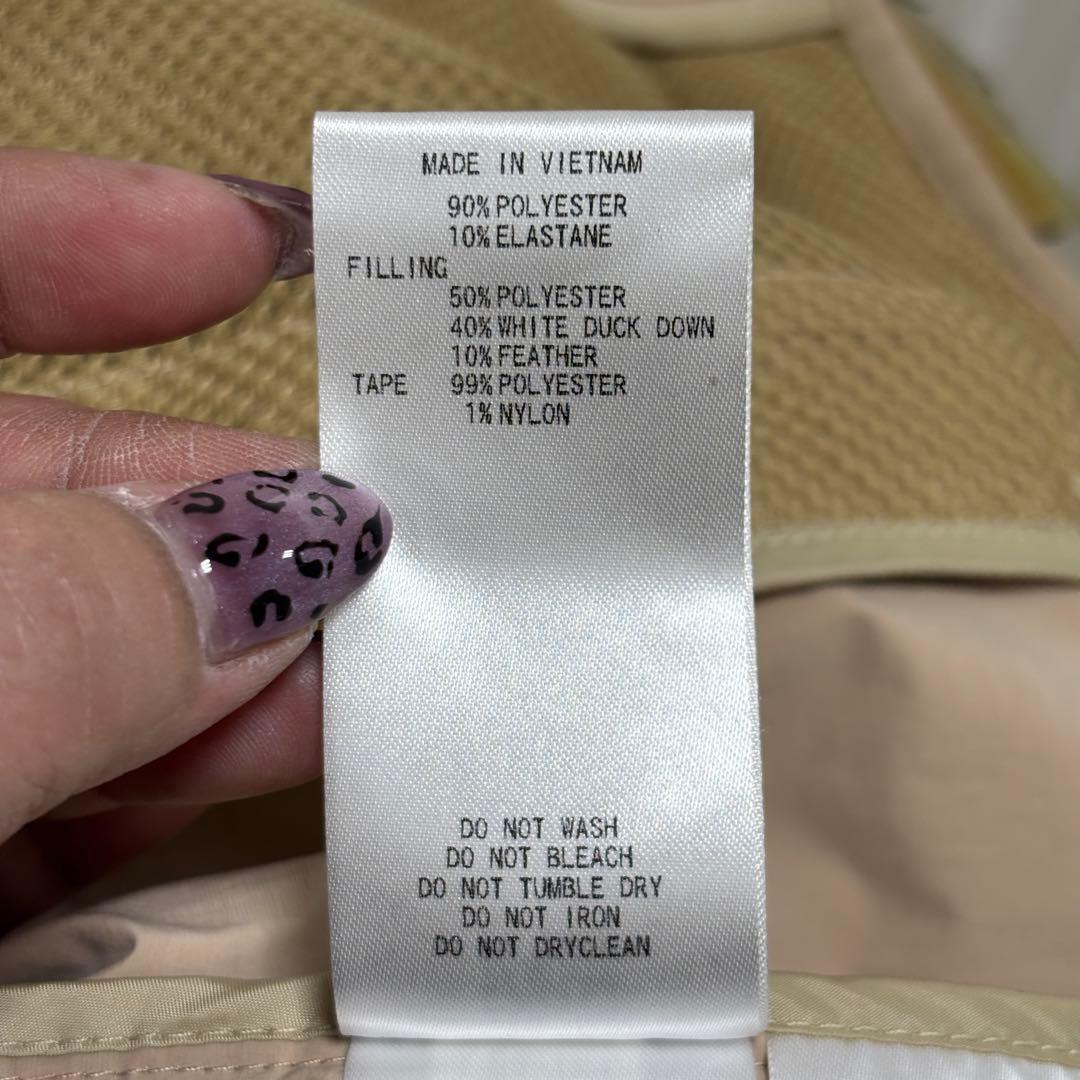 MADE IN VIETNAM
90% POLYESTER
10% ELASTANE
FILLING
50% POLYESTER
40% WHITE DUCK DOWN
10% FEATHER
TAPE 99% POLYESTER
1% NYLON
DO NOT WASH
DO NOT BLEACH
DO NOT TUMBLE DRY
DO NOT IRON
DO NOT DRYCLEAN